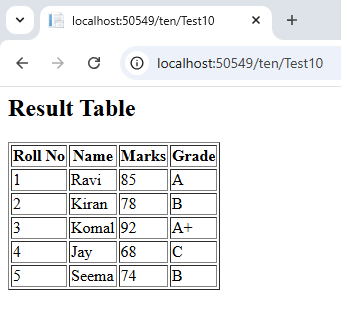 localhost:50549/ten/Test10
localhost:50549/ten/Test10
Result Table
Roll No Name Marks Grade
1 Ravi 85 A
2 Kiran 78 B
3 Komal 92 A+
4 Jay 68 C
5 Seema 74 B